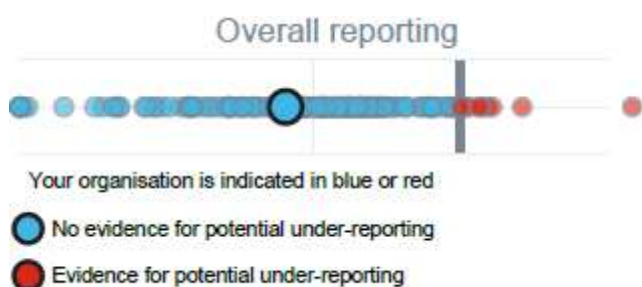 Overall reporting
Your organisation is indicated in blue or red
No evidence for potential under-reporting
Evidence for potential under-reporting